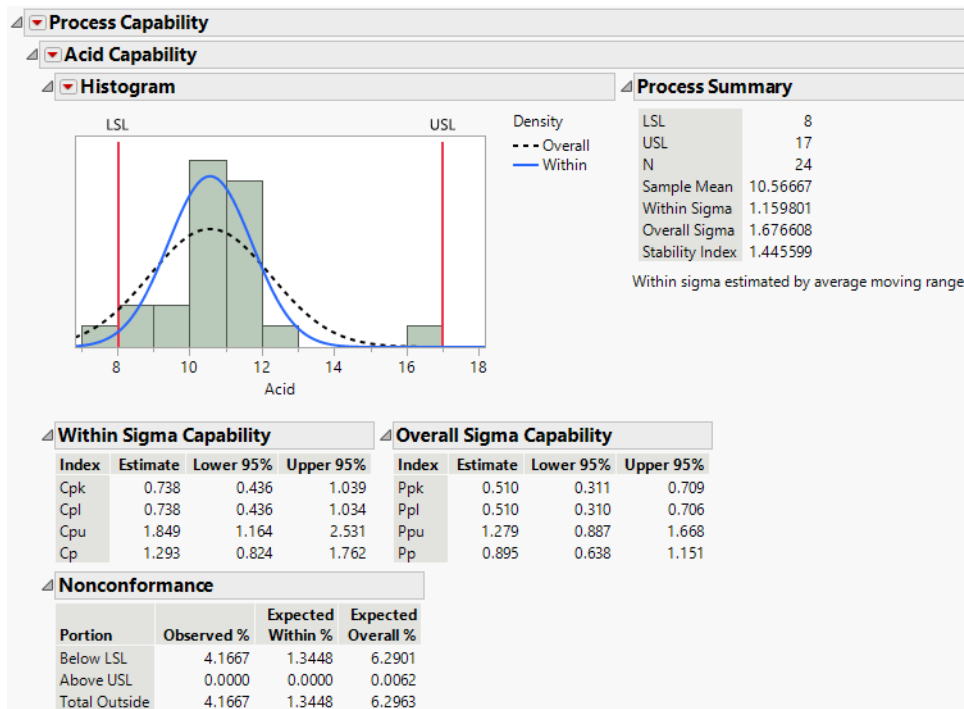 Process Capability
Acid Capability
Histogram
LSL USL
Density
Overall
Within
8 10 12 14 16 18
Acid
Process Summary
LSL 8
USL 17
N 24
Sample Mean 10.56667
Within Sigma 1.159801
Overall Sigma 1.676608
Stability Index 1.445599
Within sigma estimated by average moving range
Within Sigma Capability
Index Estimate Lower 95% Upper 95%
Cpk 0.738 0.436 1.039
Cpl 0.738 0.436 1.034
Cpu 1.849 1.164 2.531
Cp 1.293 0.824 1.762
Overall Sigma Capability
Index Estimate Lower 95% Upper 95%
Ppk 0.510 0.311 0.709
Ppl 0.510 0.310 0.706
Ppu 1.279 0.887 1.668
Pp 0.895 0.638 1.151
Nonconformance
Expected Expected
Portion Observed % Within % Overall %
Below LSL 4.1667 1.3448 6.2901
Above USL 0.0000 0.0000 0.0062
Total Outside 4.1667 1.3448 6.2963